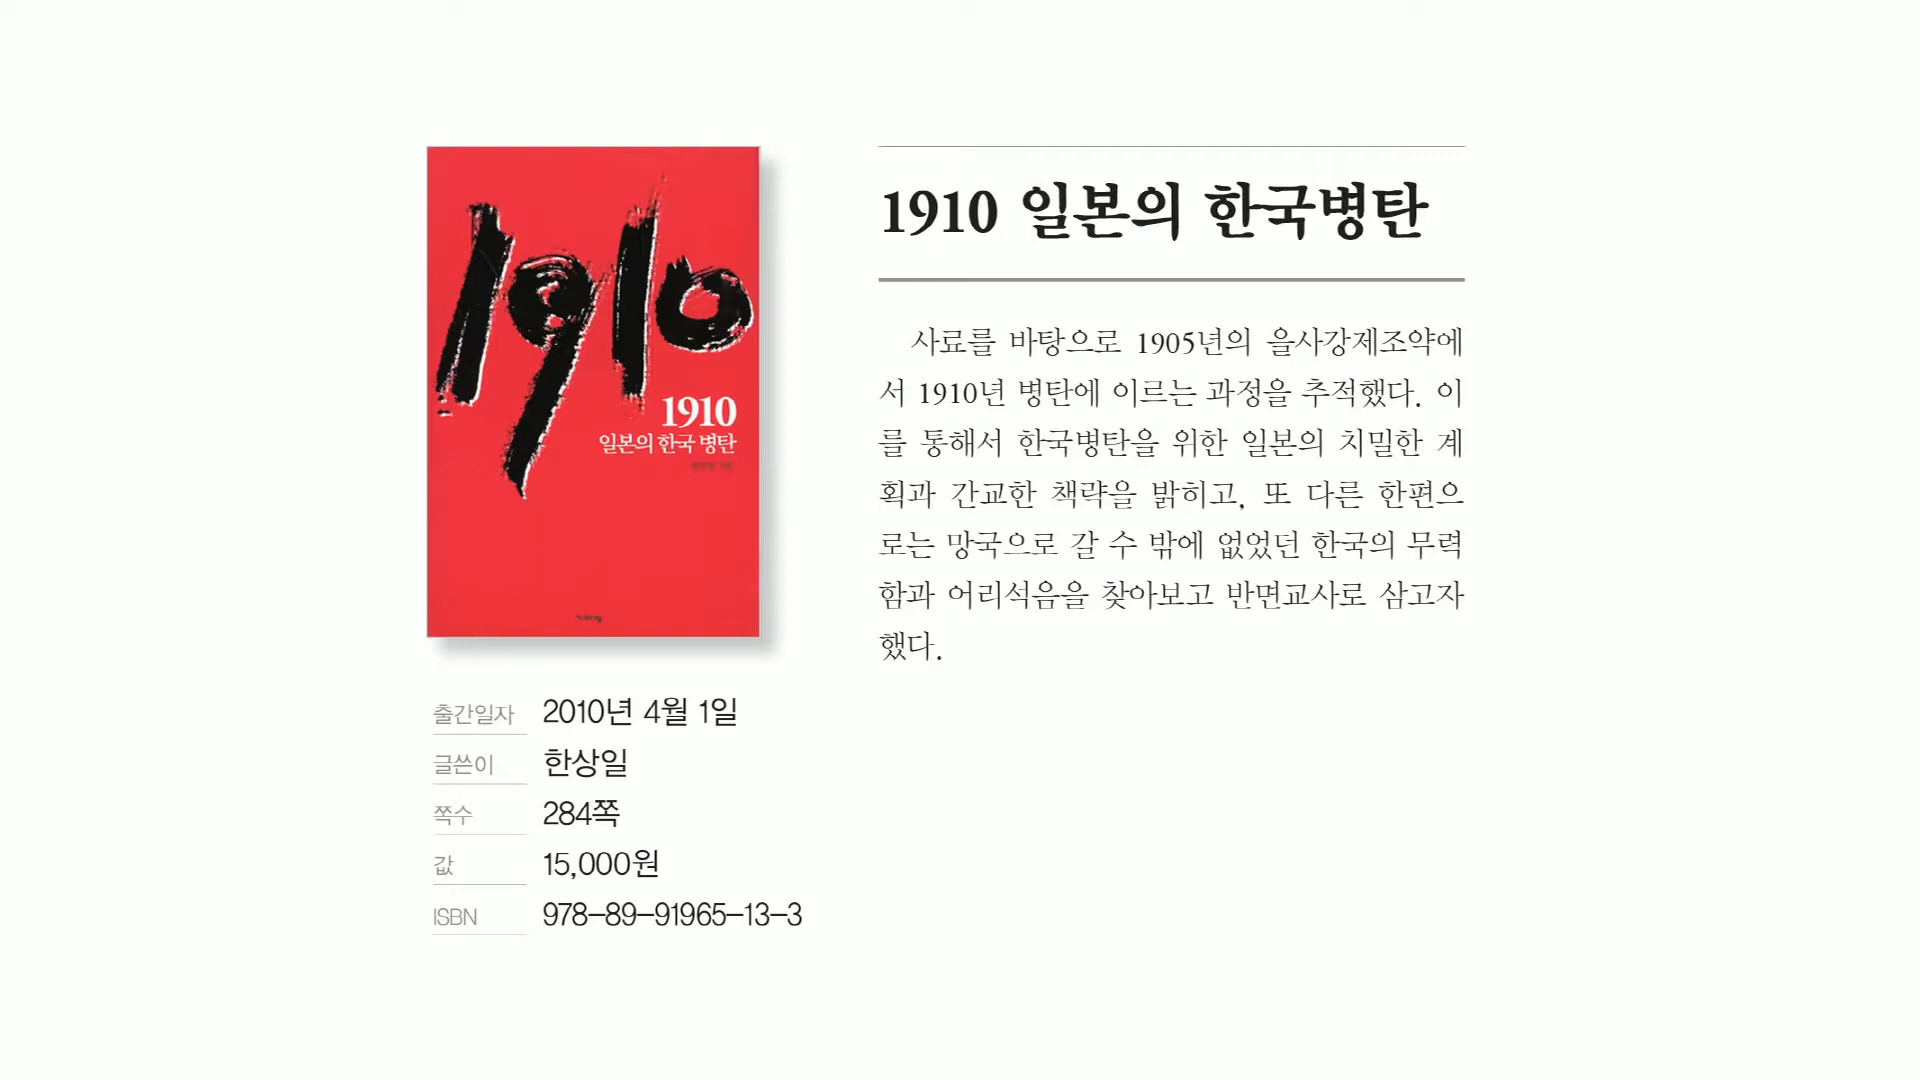 1910
1910
일본의 한국 병탄
1910 일본의 한국병탄
사료를 바탕으로 1905년의 을사강제조약에
서 1910년 병탄에 이르는 과정을 추적했다. 이
를 통해서 한국병탄을 위한 일본의 치밀한 계
획과 간교한 책략을 밝히고, 또 다른 한편으
로는 망국으로 갈 수 밖에 없었던 한국의 무력
함과 어리석음을 찾아보고 반면교사로 삼고자
했다.
출간일자 2010년 4월 1일
글쓴이 한상일
쪽수 284쪽
값 15,000원
ISBN 978-89-91965-13-3